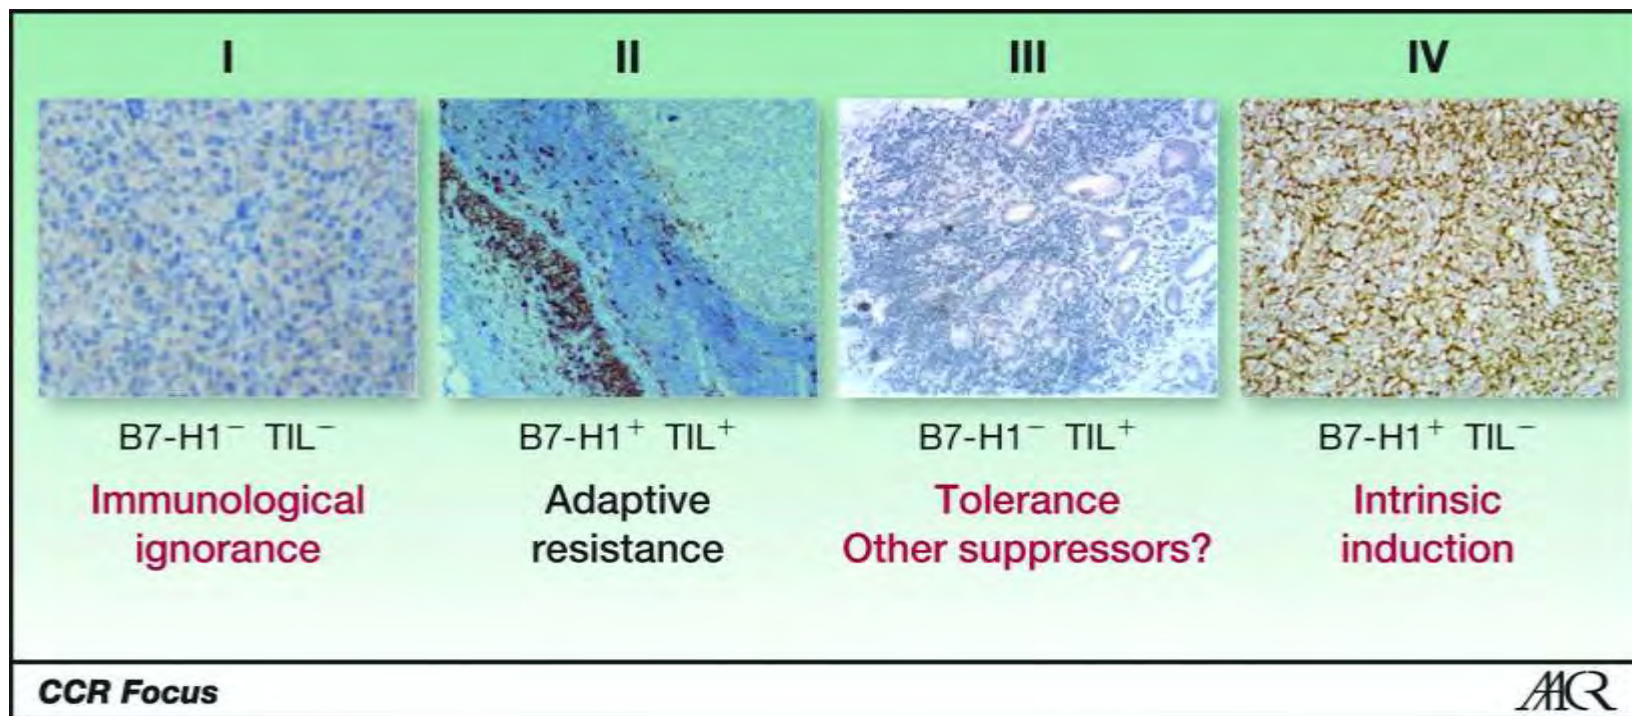 I II III IV
B7-H1⁻ TIL⁻ B7-H1⁺ TIL⁺ B7-H1⁻ TIL⁺ B7-H1⁺ TIL⁻
Immunological Adaptive Tolerance Intrinsic
ignorance resistance Other suppressors? induction
CCR Focus AACR